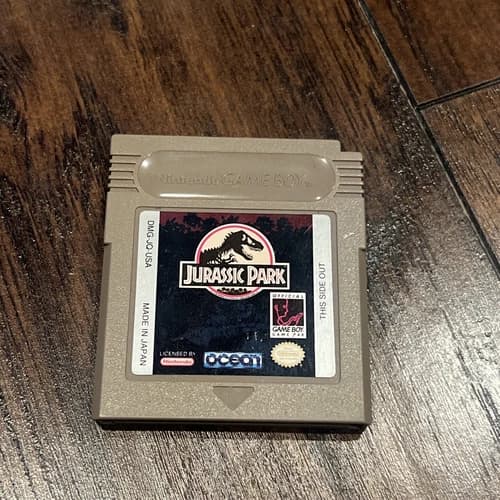 Nintendo GAME BOY
DMG-JQ-USA
MADE IN JAPAN
JURASSIC PARK
THIS SIDE OUT
OFFICIAL
GAME BOY
GAME PAK
LICENSED BY
Nintendo
ocean